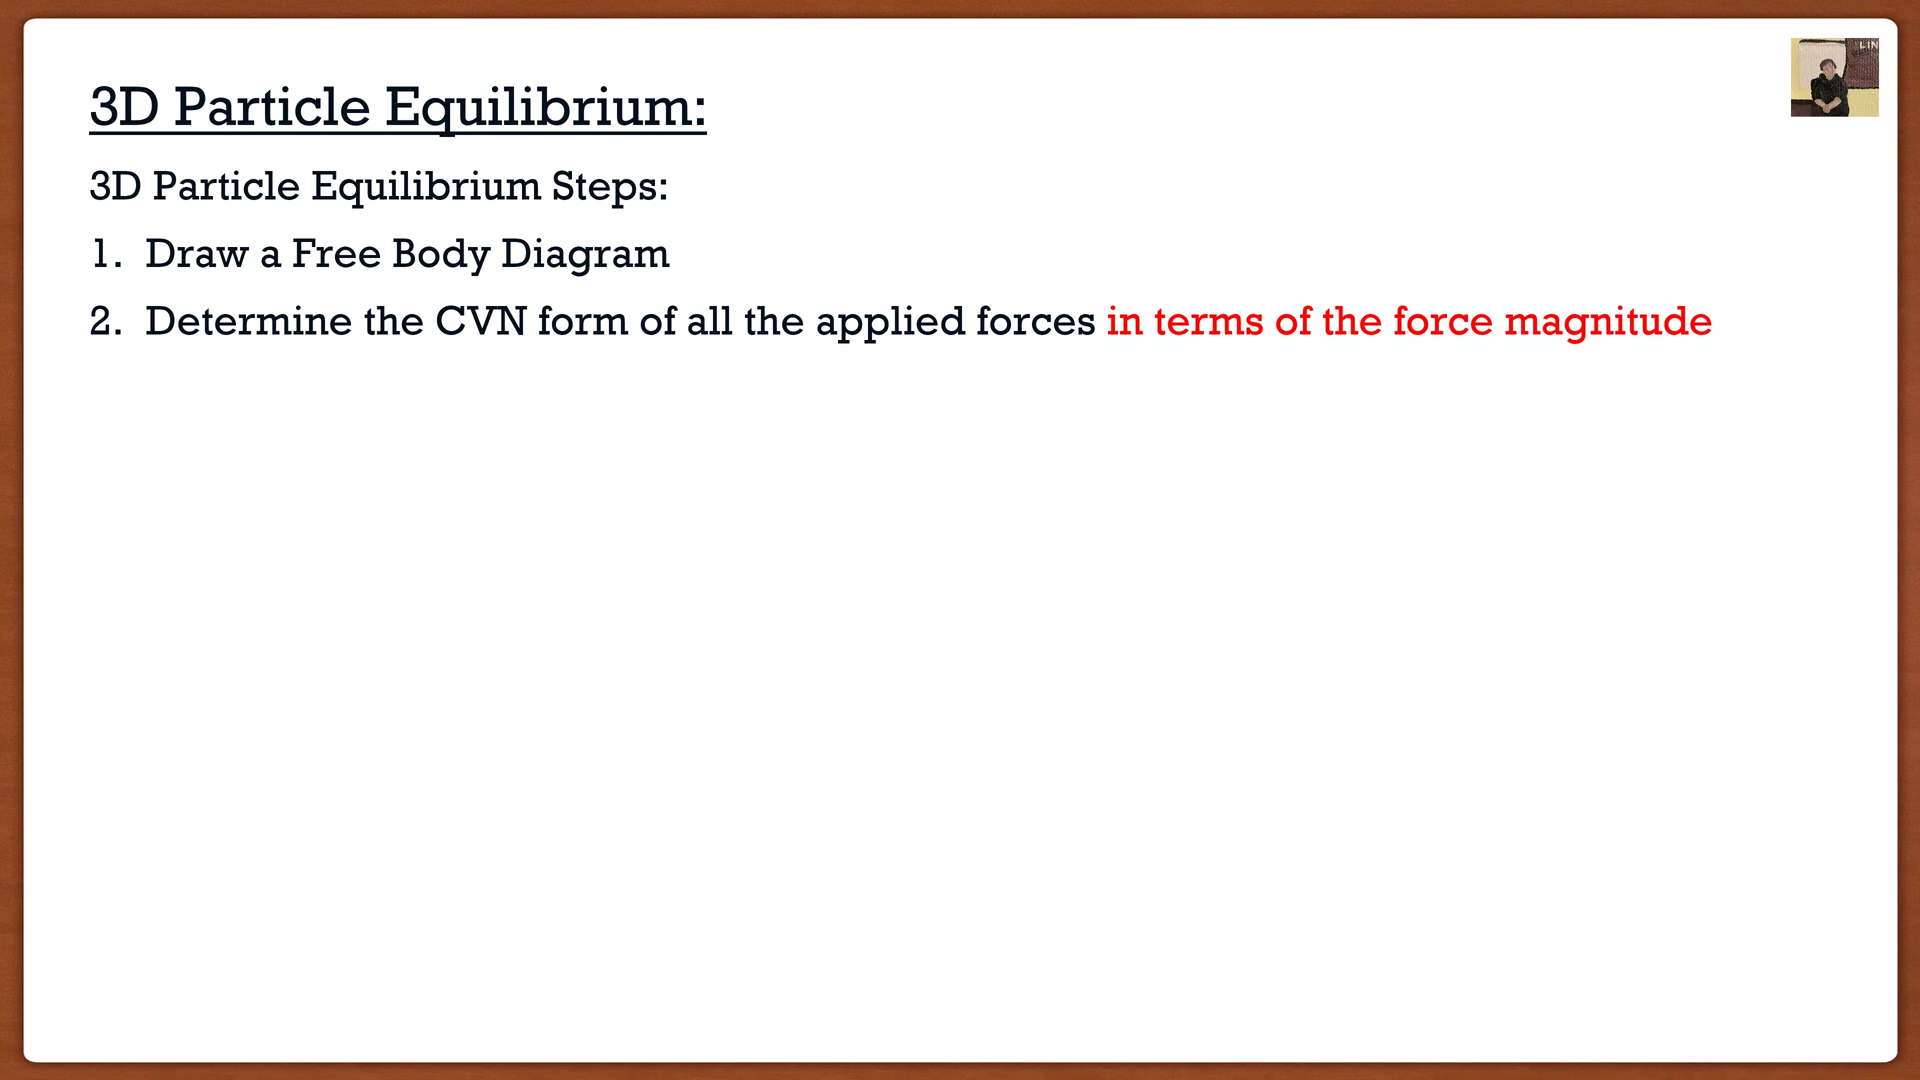 3D Particle Equilibrium:
3D Particle Equilibrium Steps:
1. Draw a Free Body Diagram
2. Determine the CVN form of all the applied forces in terms of the force magnitude
LIN